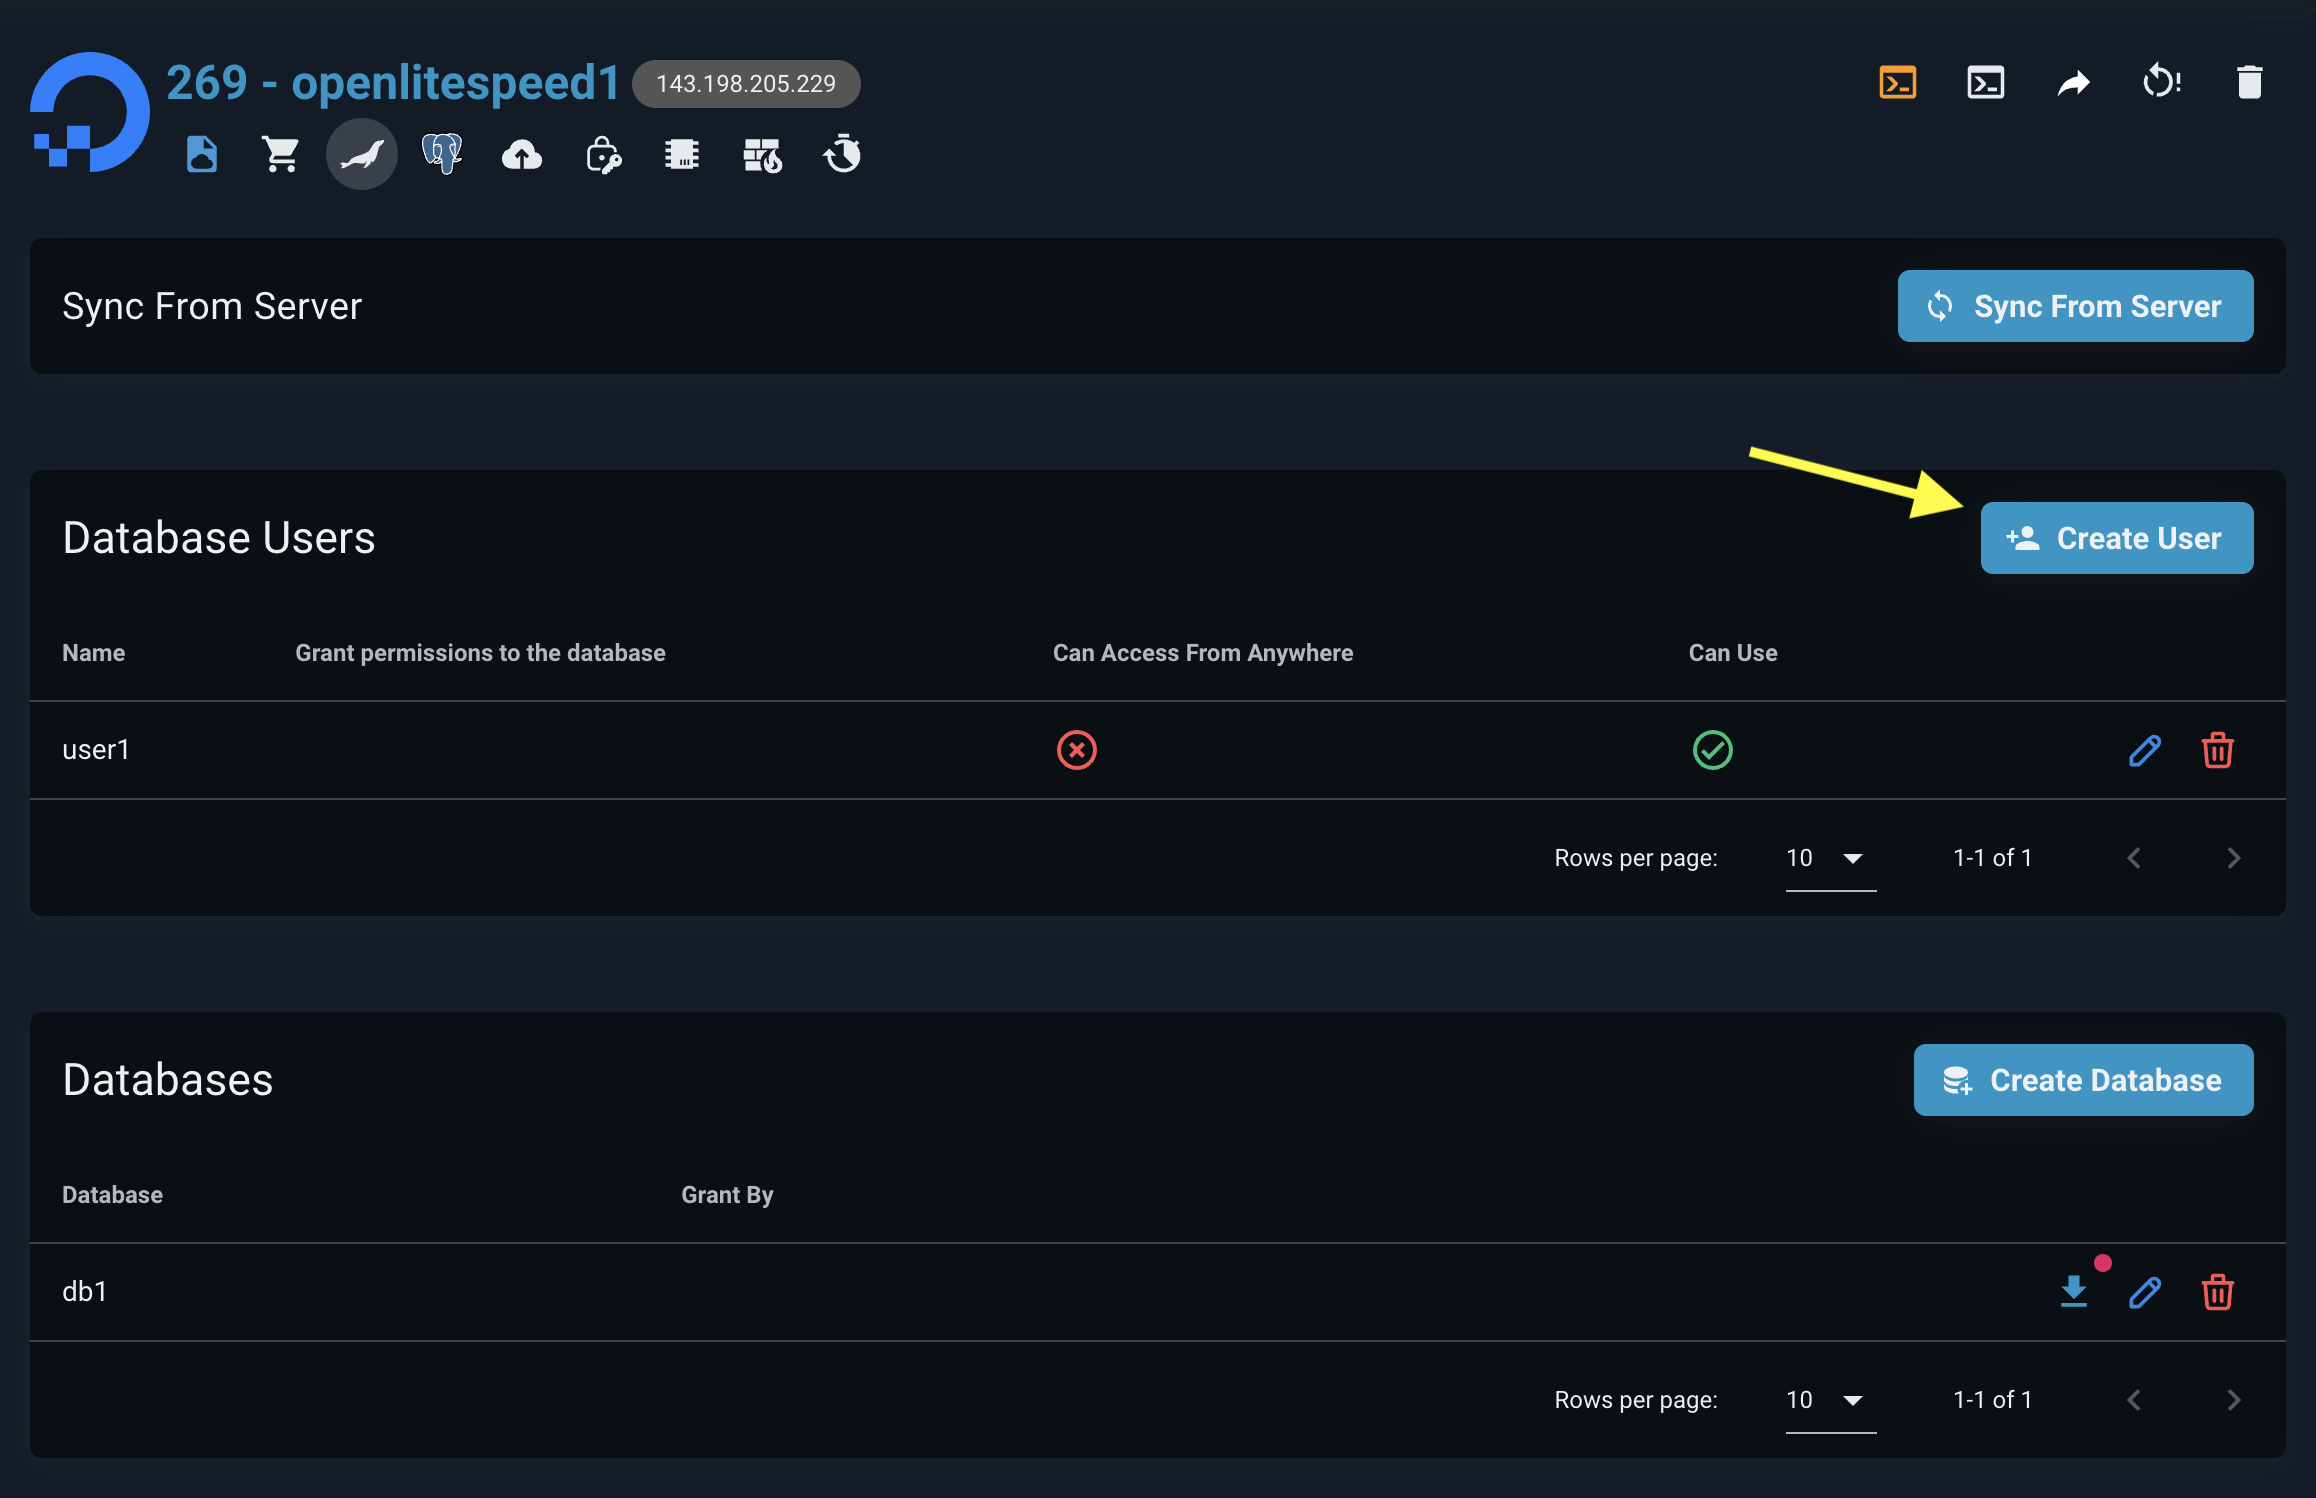 269 - openlitespeed1 143.198.205.229
Sync From Server Sync From Server
Database Users Create User
Name Grant permissions to the database Can Access From Anywhere Can Use
user1
Rows per page: 10 1-1 of 1
Databases Create Database
Database Grant By
db1
Rows per page: 10 1-1 of 1